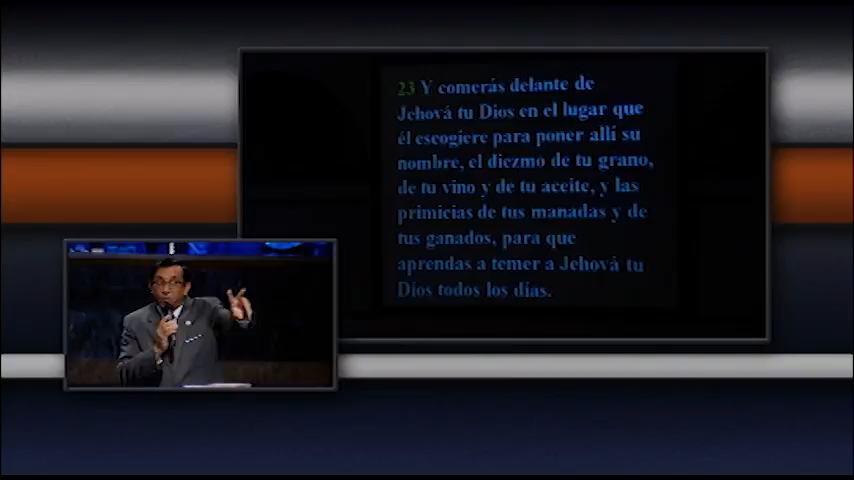 23 Y comerás delante de
Jehová tu Dios en el lugar que
él escogiere para poner allí su
nombre, el diezmo de tu grano,
de tu vino y de tu aceite, y las
primicias de tus manadas y de
tus ganados, para que
aprendas a temer a Jehová tu
Dios todos los días.